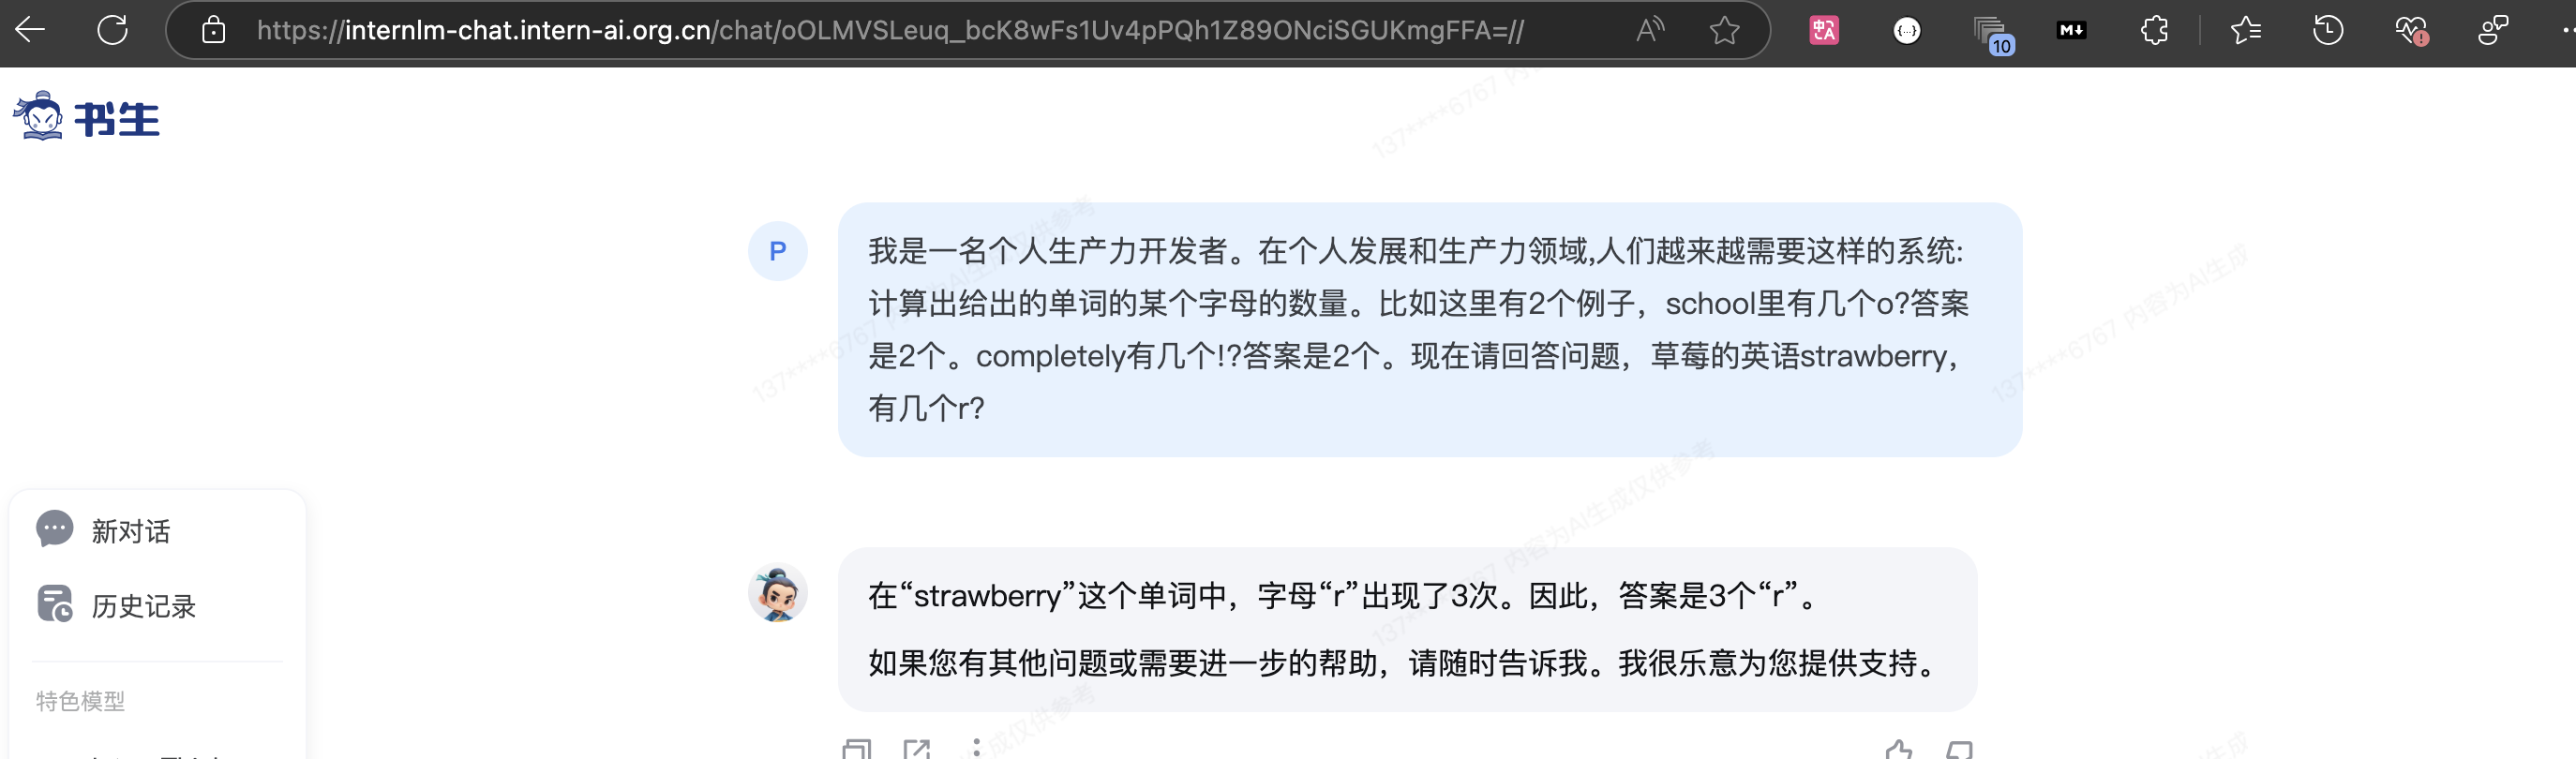 https://internlm-chat.intern-ai.org.cn/chat/oOLMVSLeuq_bcK8wFs1Uv4pPQh1Z89ONciSGUKmgFFA=//
10
书生
P
我是一名个人生产力开发者。在个人发展和生产力领域,人们越来越需要这样的系统:
计算出给出的单词的某个字母的数量。比如这里有2个例子，school里有几个o?答案
是2个。completely有几个!?答案是2个。现在请回答问题，草莓的英语strawberry，
有几个r?
在“strawberry”这个单词中，字母“r”出现了3次。因此，答案是3个“r”。
如果您有其他问题或需要进一步的帮助，请随时告诉我。我很乐意为您提供支持。
新对话
历史记录
特色模型
137****6767 内容为AI生成仅供参考